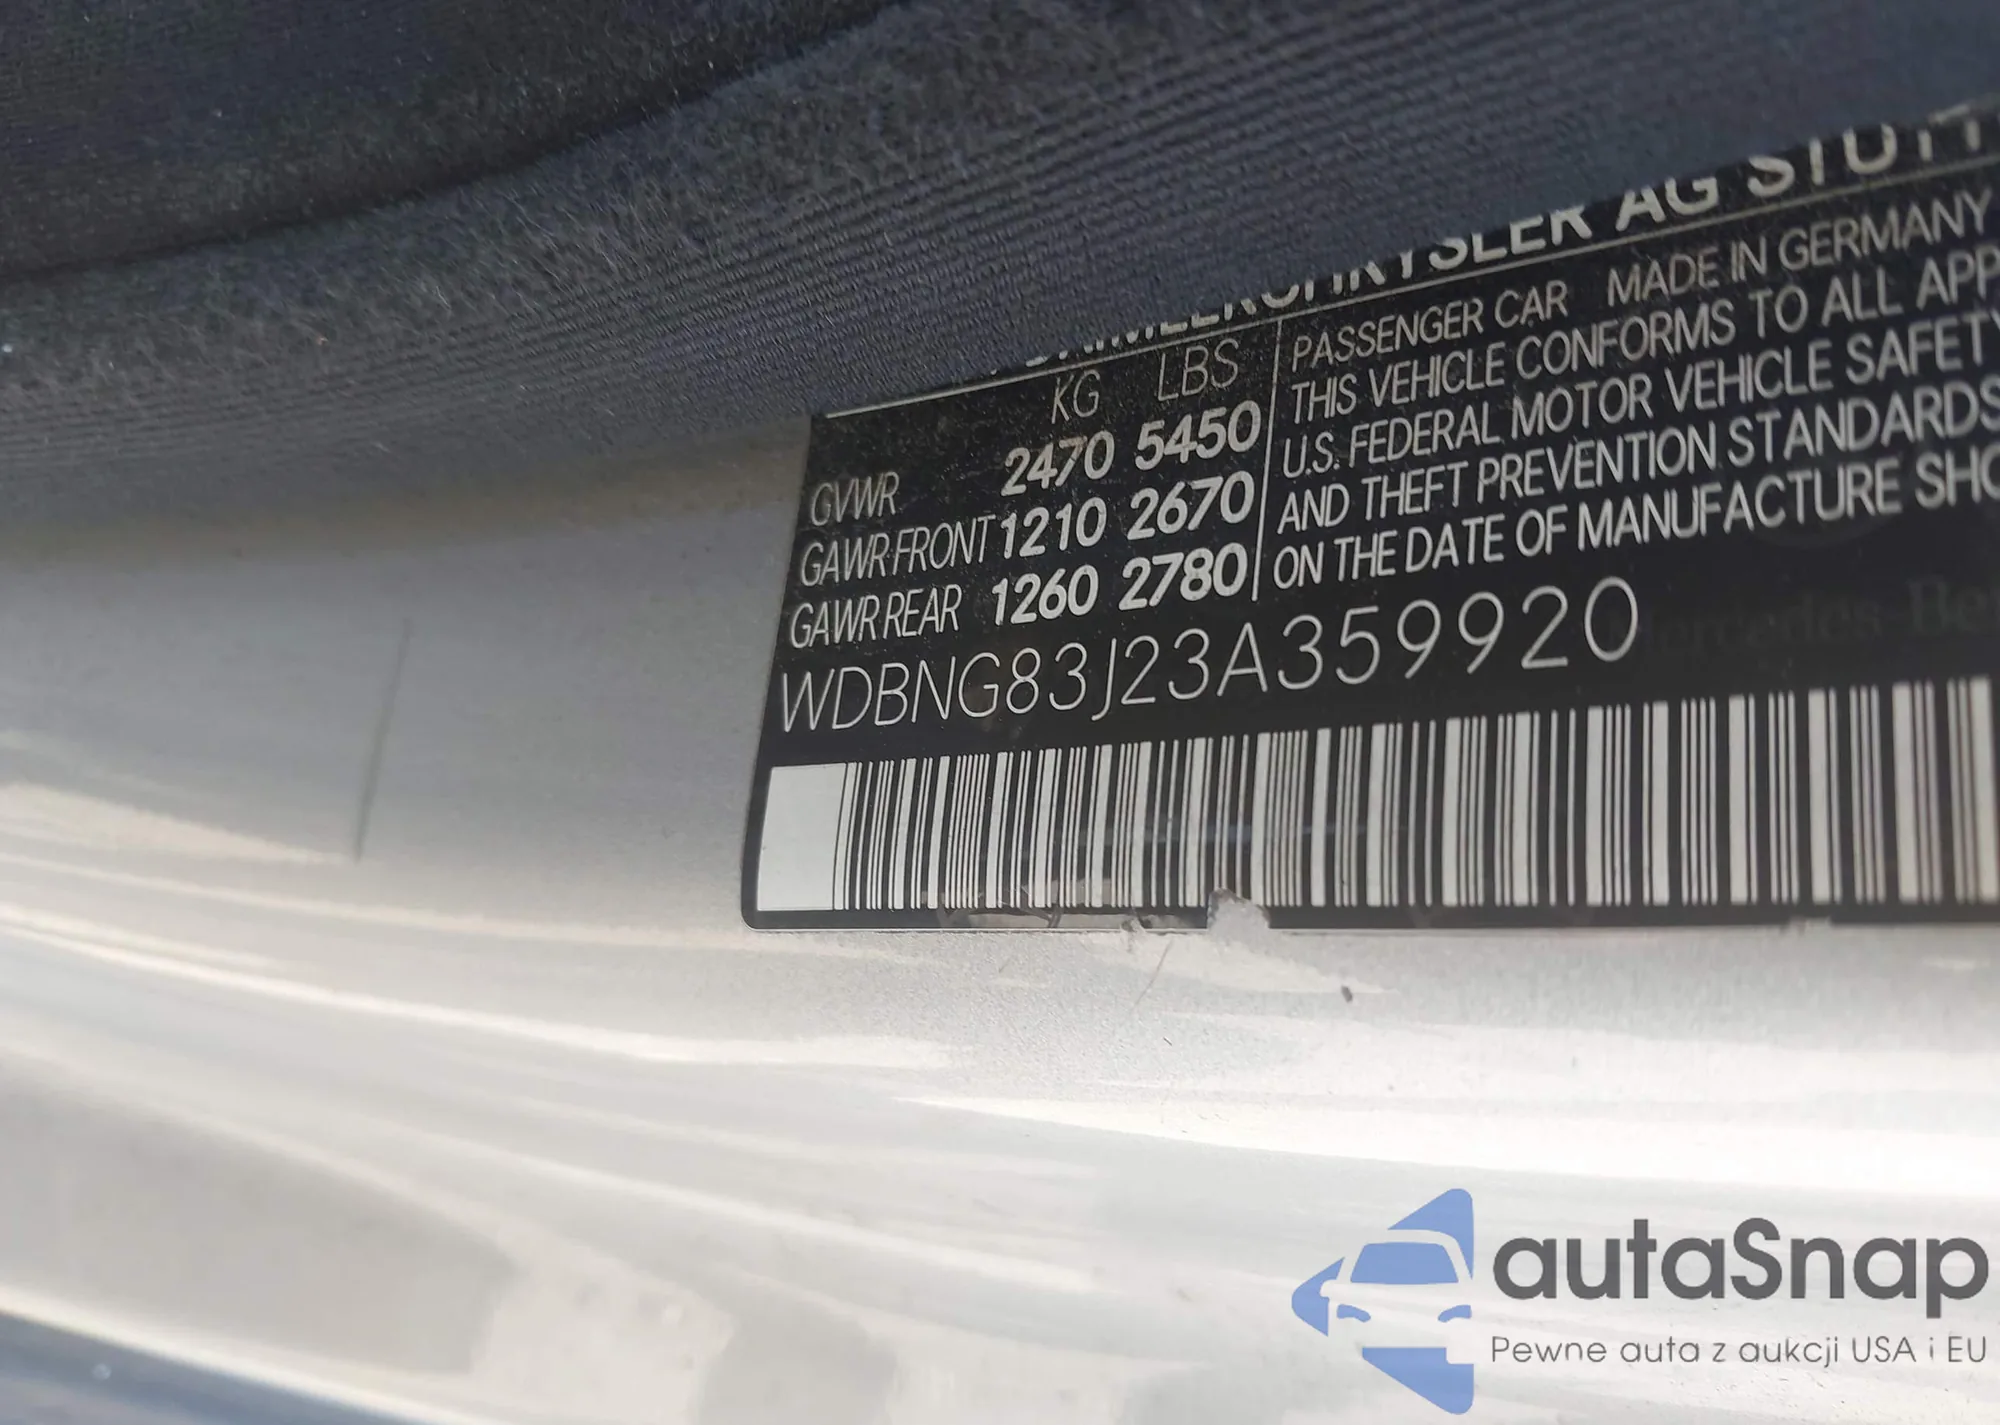 DAIMLERCHRYSLER AG STUTT
KG LBS
GVWR 2470 5450
GAWR FRONT 1210 2670
GAWR REAR 1260 2780
PASSENGER CAR MADE IN GERMANY
THIS VEHICLE CONFORMS TO ALL APP
U.S. FEDERAL MOTOR VEHICLE SAFETY
AND THEFT PREVENTION STANDARDS
ON THE DATE OF MANUFACTURE SHO
WDBNG83J23A359920
Mercedes-Be
autaSnap
Pewne auta z aukcji USA i EU